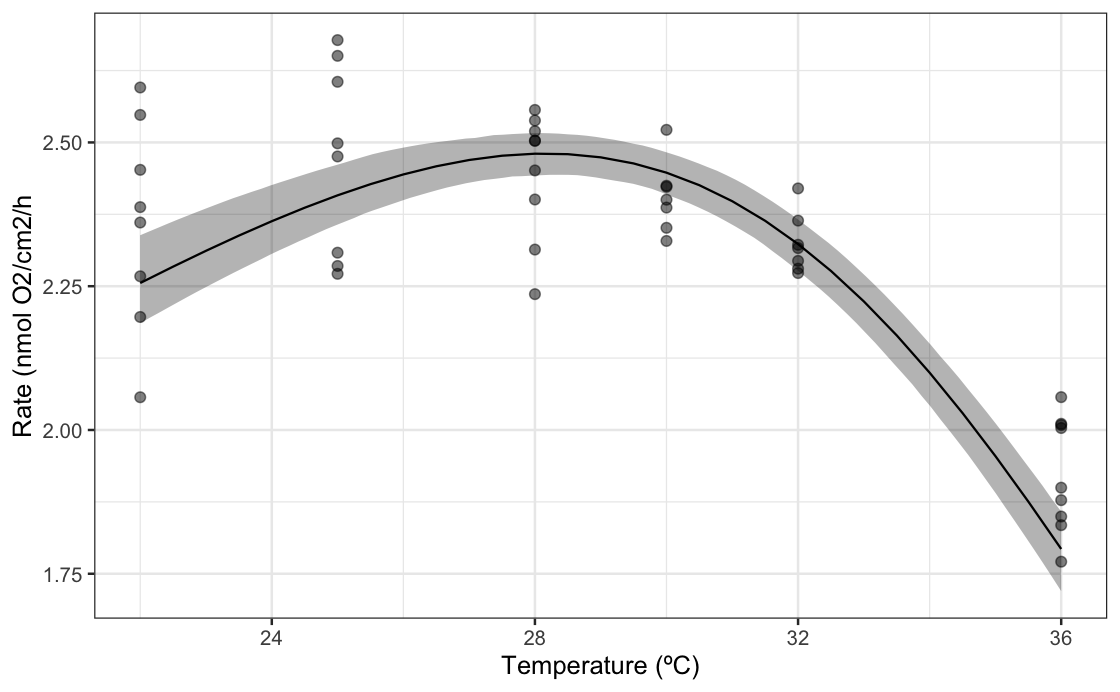 Rate (nmol O2/cm2/h
2.50
2.25
2.00
1.75
24 28 32 36
Temperature (ºC)